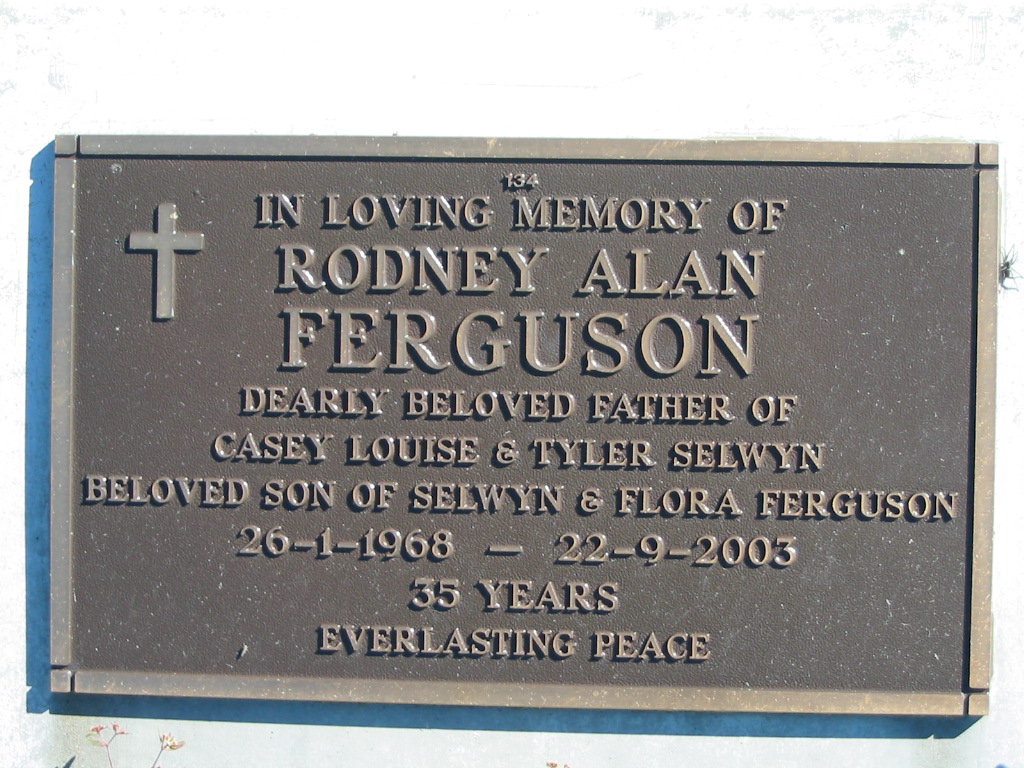 134
IN LOVING MEMORY OF
RODNEY ALAN
FERGUSON
DEARLY BELOVED FATHER OF
CASEY LOUISE & TYLER SELWYN
BELOVED SON OF SELWYN & FLORA FERGUSON
26-1-1968 — 22-9-2003
35 YEARS
EVERLASTING PEACE